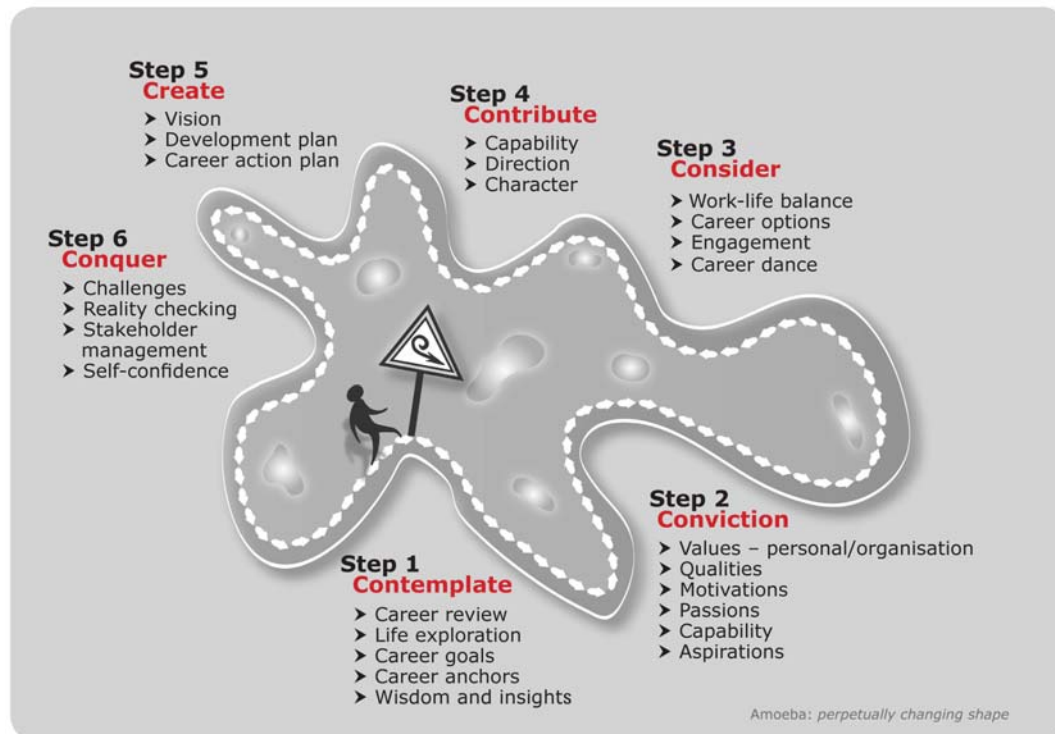 Step 5
Create
➤ Vision
➤ Development plan
➤ Career action plan
Step 4
Contribute
➤ Capability
➤ Direction
➤ Character
Step 3
Consider
➤ Work-life balance
➤ Career options
➤ Engagement
➤ Career dance
Step 6
Conquer
➤ Challenges
➤ Reality checking
➤ Stakeholder
management
➤ Self-confidence
Step 2
Conviction
➤ Values – personal/organisation
➤ Qualities
➤ Motivations
➤ Passions
➤ Capability
➤ Aspirations
Step 1
Contemplate
➤ Career review
➤ Life exploration
➤ Career goals
➤ Career anchors
➤ Wisdom and insights
Amoeba: perpetually changing shape